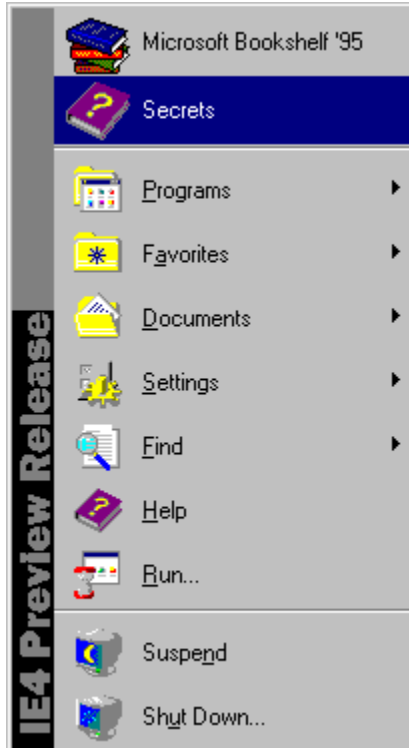 Microsoft Bookshelf '95
Secrets
Programs
Favorites
Documents
Settings
Find
Help
Run...
Suspend
Shut Down...
IE4 Preview Release